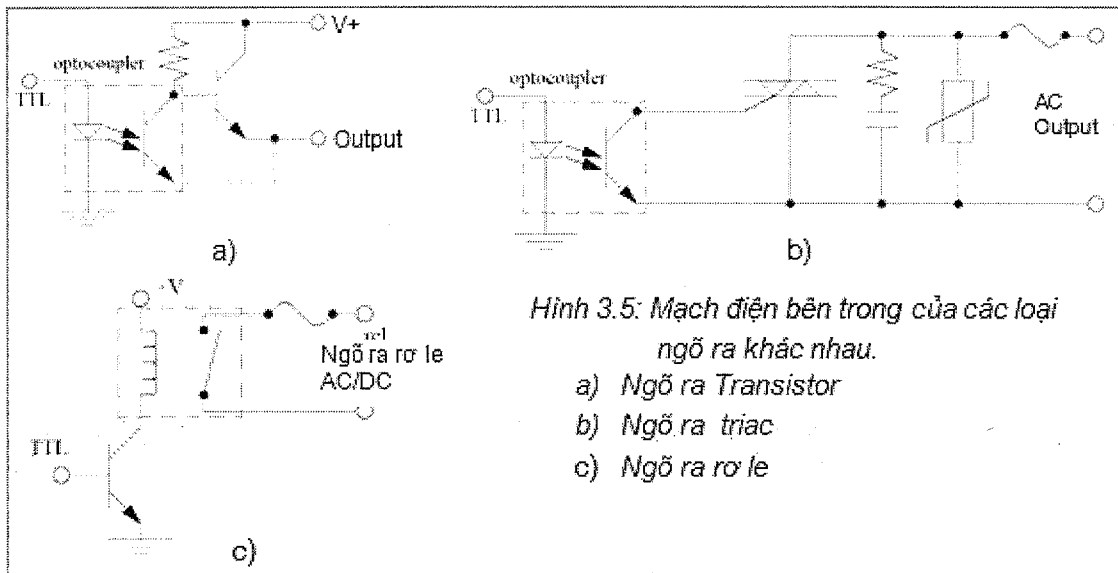 V+
optocoupler
TTL
Output
a)
optocoupler
TTL
AC
Output
b)
Ngõ ra rơ le
AC/DC
TTL
c)
Hình 3.5: Mạch điện bên trong của các loại
ngõ ra khác nhau.
a) Ngõ ra Transistor
b) Ngõ ra triac
c) Ngõ ra rơ le